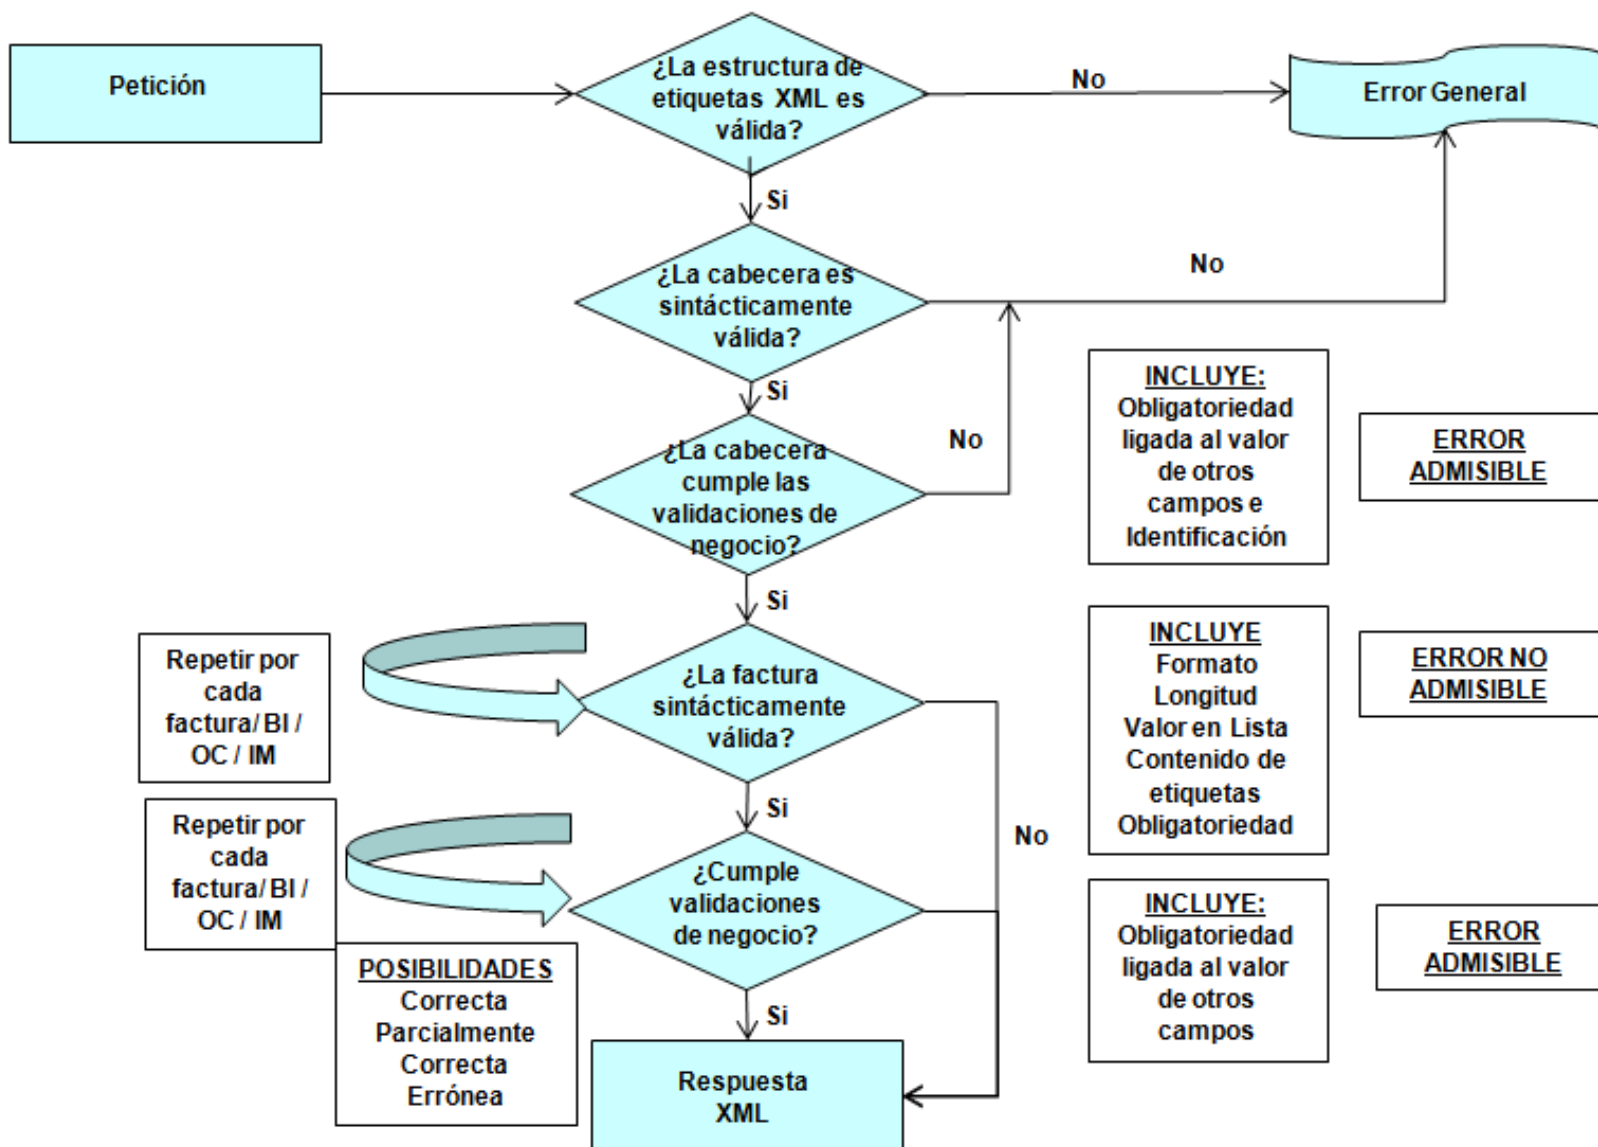 Petición
¿La estructura de
etiquetas XML es
válida?
No
Error General
Si
¿La cabecera es
sintácticamente
válida?
No
Si
¿La cabecera
cumple las
validaciones de
negocio?
No
INCLUYE:
Obligatoriedad
ligada al valor
de otros
campos e
Identificación
ERROR
ADMISIBLE
Si
Repetir por
cada
factura/ BI /
OC / IM
¿La factura
sintácticamente
válida?
INCLUYE
Formato
Longitud
Valor en Lista
Contenido de
etiquetas
Obligatoriedad
ERROR NO
ADMISIBLE
Si
No
Repetir por
cada
factura/ BI /
OC / IM
¿Cumple
validaciones
de negocio?
INCLUYE:
Obligatoriedad
ligada al valor
de otros
campos
ERROR
ADMISIBLE
POSIBILIDADES
Correcta
Parcialmente
Correcta
Errónea
Si
Respuesta
XML